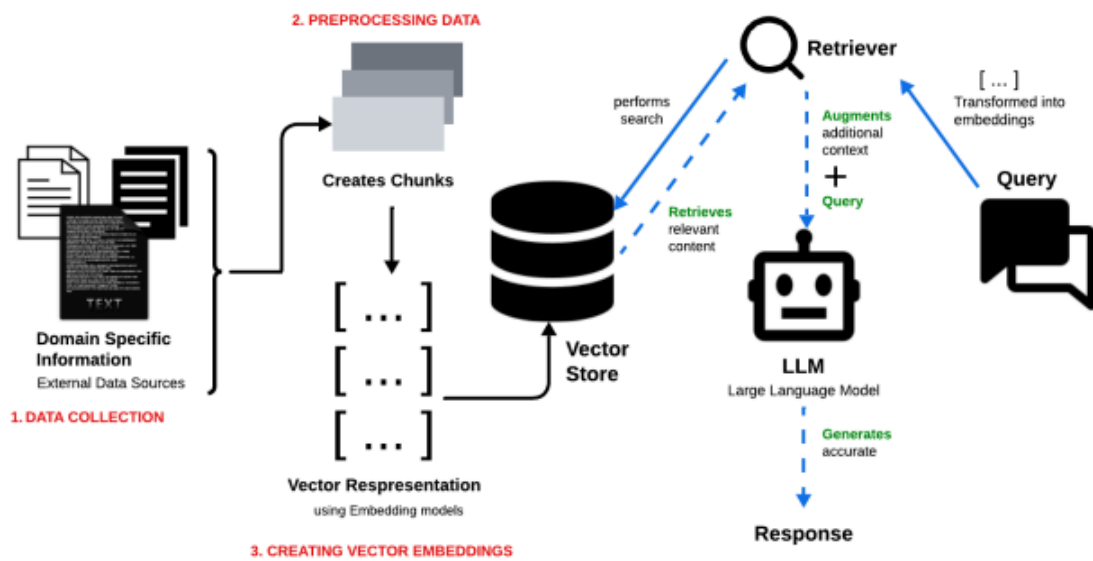 2. PREPROCESSING DATA
Creates Chunks
TEXT
Domain Specific
Information
External Data Sources
1. DATA COLLECTION
[ ... ]
[ ... ]
[ ... ]
Vector Respresentation
using Embedding models
3. CREATING VECTOR EMBEDDINGS
Vector
Store
performs
search
Retrieves
relevant
content
Retriever
Augments
additional
context
+
Query
[ ... ]
Transformed into
embeddings
Query
LLM
Large Language Model
Generates
accurate
Response